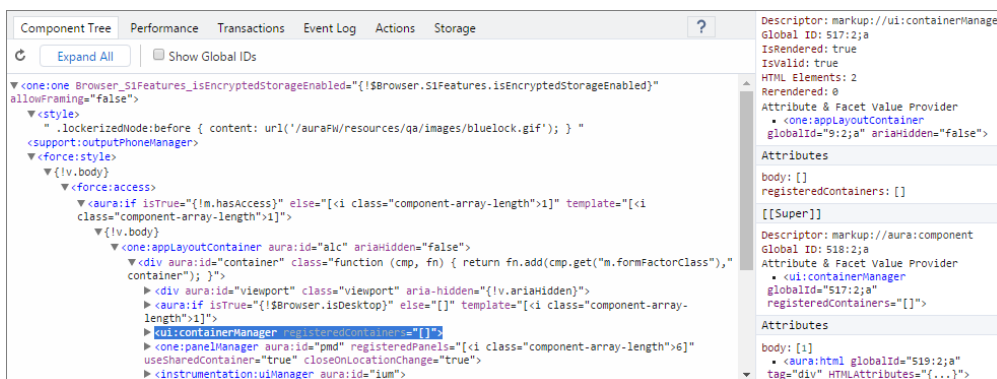 Component Tree Performance Transactions Event Log Actions Storage ?
Expand All Show Global IDs
<one:one Browser_S1Features_isEncryptedStorageEnabled="{!$Browser.S1Features.isEncryptedStorageEnabled}"
allowFraming="false">
<style>
" .lockerizedNode:before { content: url('/auraFW/resources/qa/images/bluelock.gif'); } "
<support:outputPhoneManager>
<force:style>
{!v.body}
<force:access>
<aura:if isTrue="{!m.hasAccess}" else="[<i class="component-array-length">1]" template="[<i
class="component-array-length">1]">
{!v.body}
<one:appLayoutContainer aura:id="alc" ariaHidden="false">
<div aura:id="container" class="function (cmp, fn) { return fn.add(cmp.get("m.formFactorClass"),"
container"); }">
<div aura:id="viewport" class="viewport" aria-hidden="{!v.ariaHidden}">
<aura:if isTrue="{!$Browser.isDesktop}" else="[]" template="[<i class="component-array-
length">1]">
<ui:containerManager registeredContainers="[]">
<one:panelManager aura:id="pmd" registeredPanels="[<i class="component-array-length">6]"
useSharedContainer="true" closeOnLocationChange="true">
<instrumentation:uiManager aura:id="ium">
Descriptor: markup://ui:containerManage
Global ID: 517:2;a
IsRendered: true
IsValid: true
HTML Elements: 2
Rerendered: 0
Attribute & Facet Value Provider
<one:appLayoutContainer
globalId="9:2;a" ariaHidden="false">
Attributes
body: []
registeredContainers: []
[[Super]]
Descriptor: markup://aura:component
Global ID: 518:2;a
Attribute & Facet Value Provider
<ui:containerManager
globalId="517:2;a"
registeredContainers="[]">
Attributes
body: [1]
<aura:html globalId="519:2;a"
tag="div" HTMLAttributes="{...}">